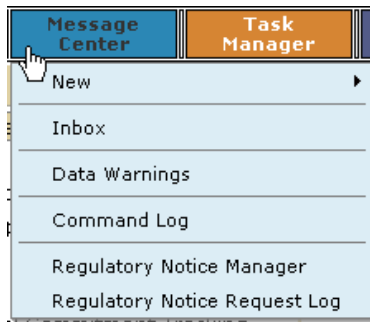 Message Task
Center Manager
New
Inbox
Data Warnings
Command Log
Regulatory Notice Manager
Regulatory Notice Request Log